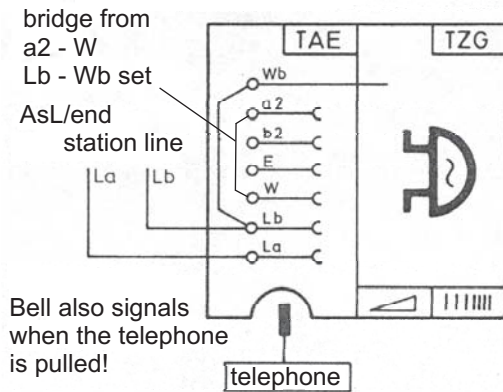 bridge from
a2 - W
Lb - Wb set
TAE
TZG
Wb
a2
b2
E
W
Lb
La
AsL/end
station line
La
Lb
Bell also signals
when the telephone
is pulled!
telephone